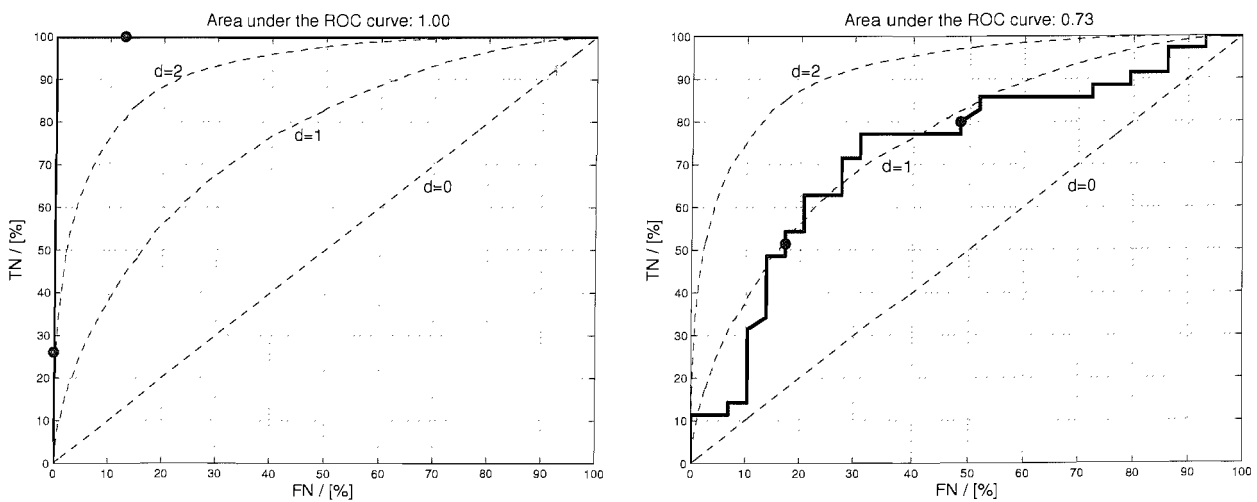 Area under the ROC curve: 1.00
100
90
80
70
60
50
40
30
20
10
0
TN / [%]
d=2
d=1
d=0
0 10 20 30 40 50 60 70 80 90 100
FN / [%]
Area under the ROC curve: 0.73
100
90
80
70
60
50
40
30
20
10
0
TN / [%]
d=2
d=1
d=0
0 10 20 30 40 50 60 70 80 90 100
FN / [%]